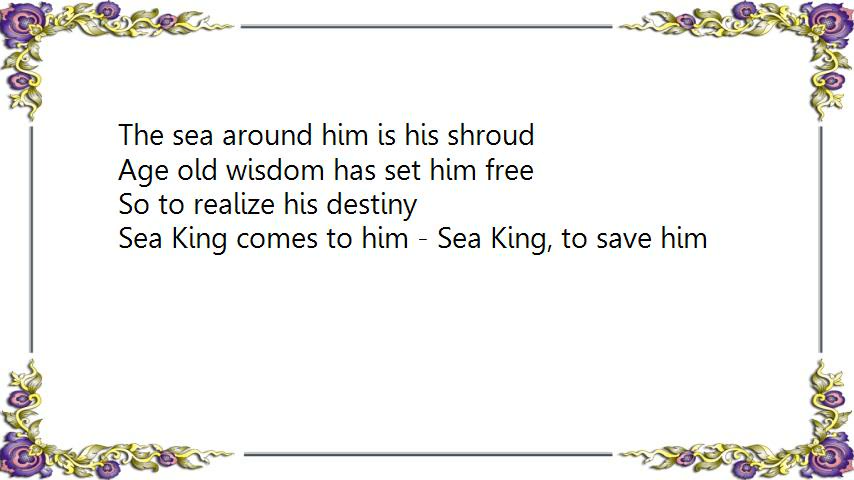 The sea around him is his shroud
Age old wisdom has set him free
So to realize his destiny
Sea King comes to him - Sea King, to save him